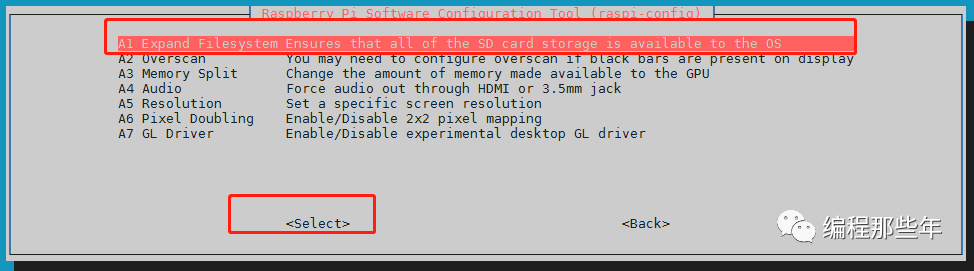 Raspberry Pi Software Configuration Tool (raspi-config)
A1 Expand Filesystem Ensures that all of the SD card storage is available to the OS
A2 Overscan You may need to configure overscan if black bars are present on display
A3 Memory Split Change the amount of memory made available to the GPU
A4 Audio Force audio out through HDMI or 3.5mm jack
A5 Resolution Set a specific screen resolution
A6 Pixel Doubling Enable/Disable 2x2 pixel mapping
A7 GL Driver Enable/Disable experimental desktop GL driver
<Select> <Back>
编程那些年